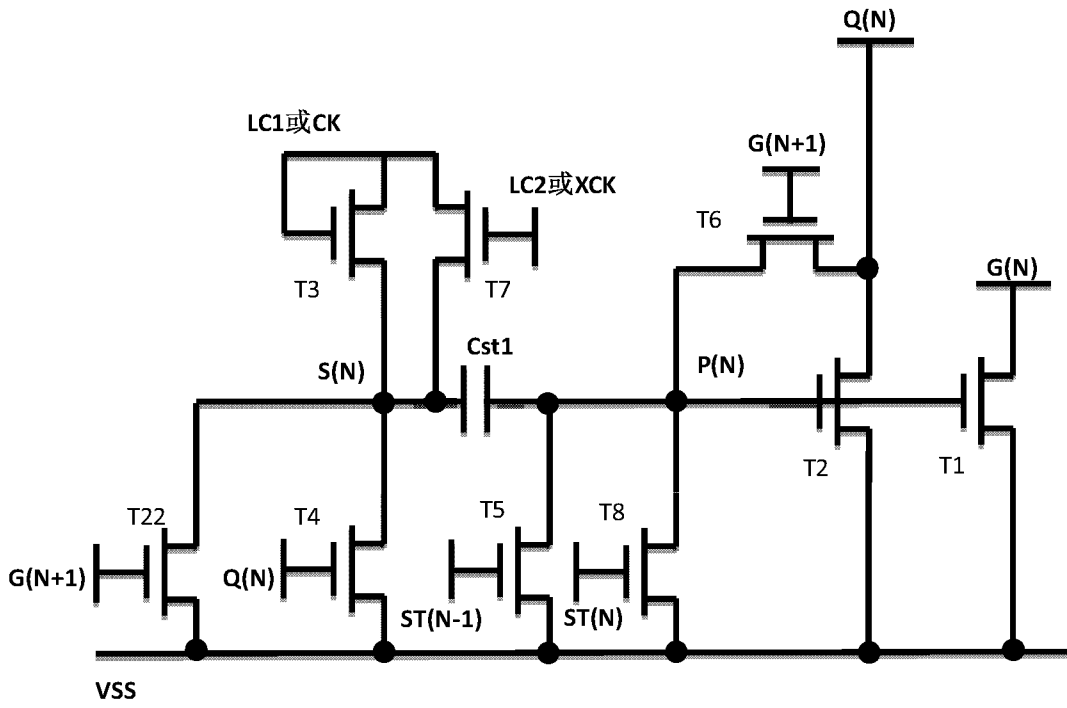 Q(N)
LC1或CK
G(N+1)
LC2或XCK
T6
G(N)
T3
T7
Cst1
S(N)
P(N)
T2
T1
T22
T4
T5
T8
G(N+1)
Q(N)
ST(N-1)
ST(N)
VSS